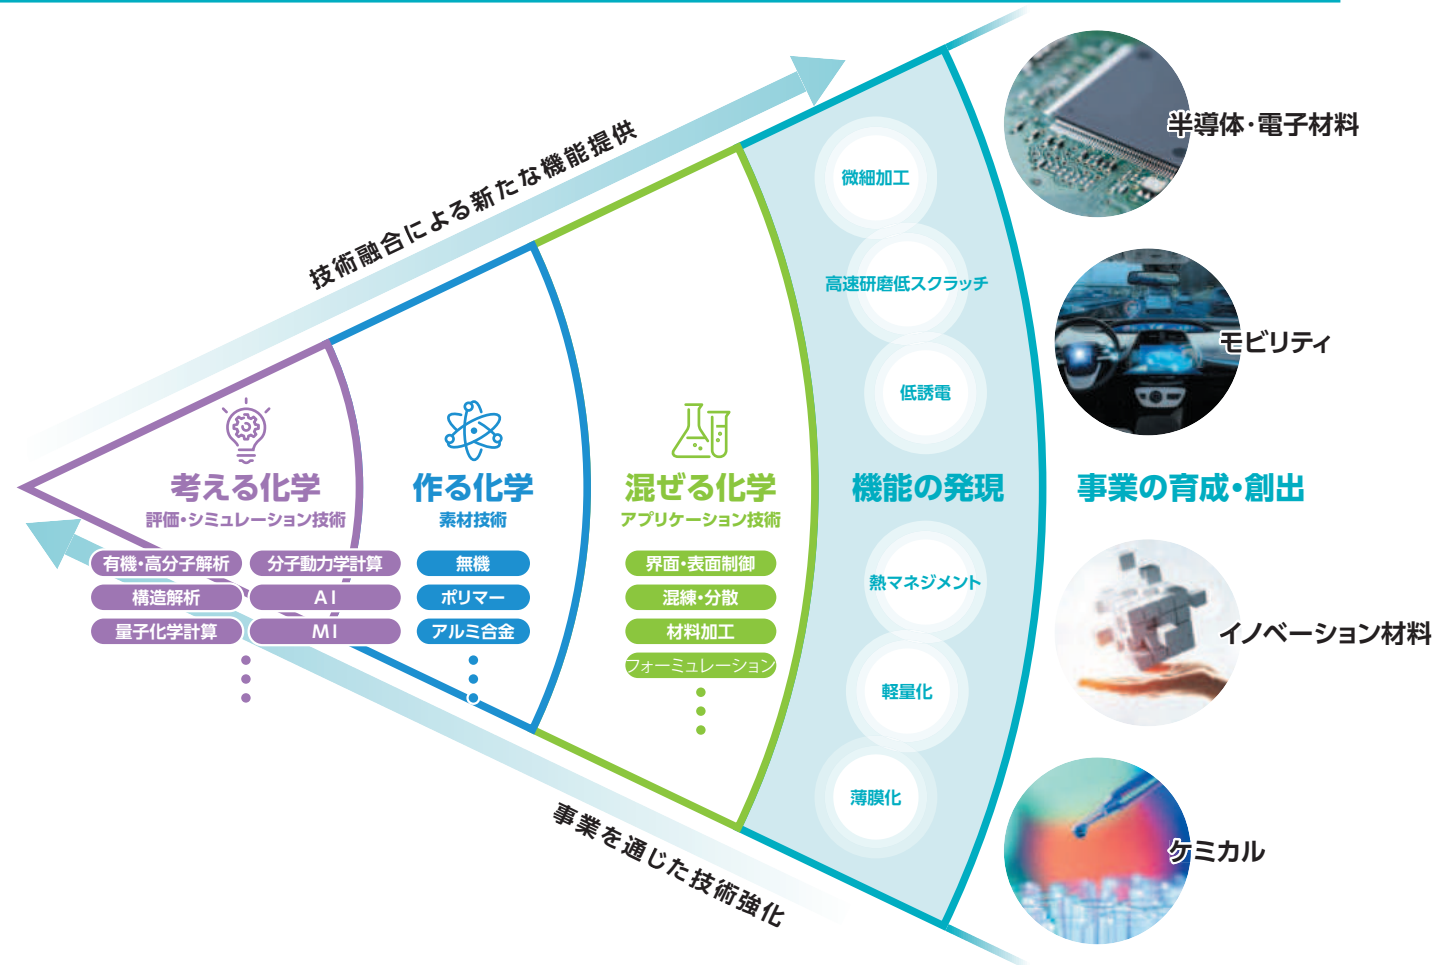 技術融合による新たな機能提供
考える化学
評価・シミュレーション技術
有機・高分子解析
分子動力学計算
構造解析
AI
量子化学計算
MI
作る化学
素材技術
無機
ポリマー
アルミ合金
混ぜる化学
アプリケーション技術
界面・表面制御
混練・分散
材料加工
フォーミュレーション
機能の発現
微細加工
高速研磨低スクラッチ
低誘電
熱マネジメント
軽量化
薄膜化
事業の育成・創出
半導体・電子材料
モビリティ
イノベーション材料
ケミカル
事業を通じた技術強化